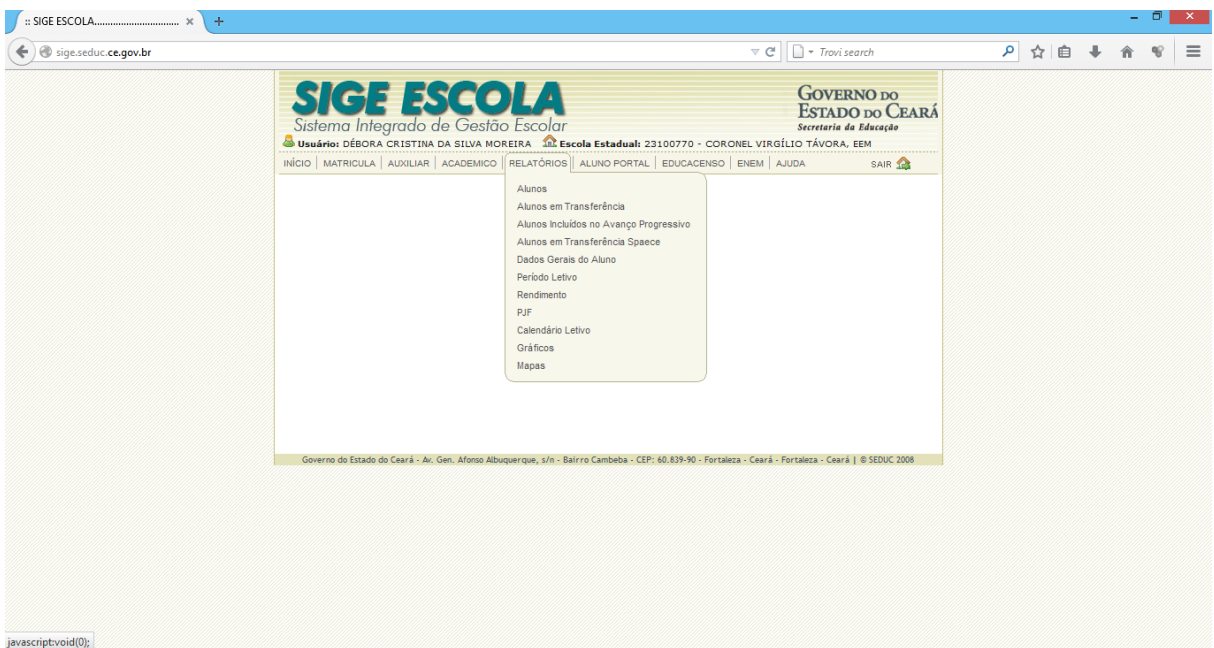 :: SIGE ESCOLA................................
sige.seduc.ce.gov.br
Trovi search
SIGE ESCOLA
Sistema Integrado de Gestão Escolar
GOVERNO DO
ESTADO DO CEARÁ
Secretaria da Educação
Usuário: DÉBORA CRISTINA DA SILVA MOREIRA Escola Estadual: 23100770 - CORONEL VIRGÍLIO TÁVORA, EEM
INÍCIO | MATRICULA | AUXILIAR | ACADEMICO | RELATÓRIOS | ALUNO PORTAL | EDUCACENSO | ENEM | AJUDA SAIR
Alunos
Alunos em Transferência
Alunos Incluídos no Avanço Progressivo
Alunos em Transferência Spaece
Dados Gerais do Aluno
Período Letivo
Rendimento
PJF
Calendário Letivo
Gráficos
Mapas
Governo do Estado do Ceará - Av. Gen. Afonso Albuquerque, s/n - Bairro Cambeba - CEP: 60.839-90 - Fortaleza - Ceará - Fortaleza - Ceará | © SEDUC 2008
javascript:void(0);